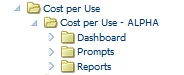 Cost per Use
Cost per Use - ALPHA
Dashboard
Prompts
Reports